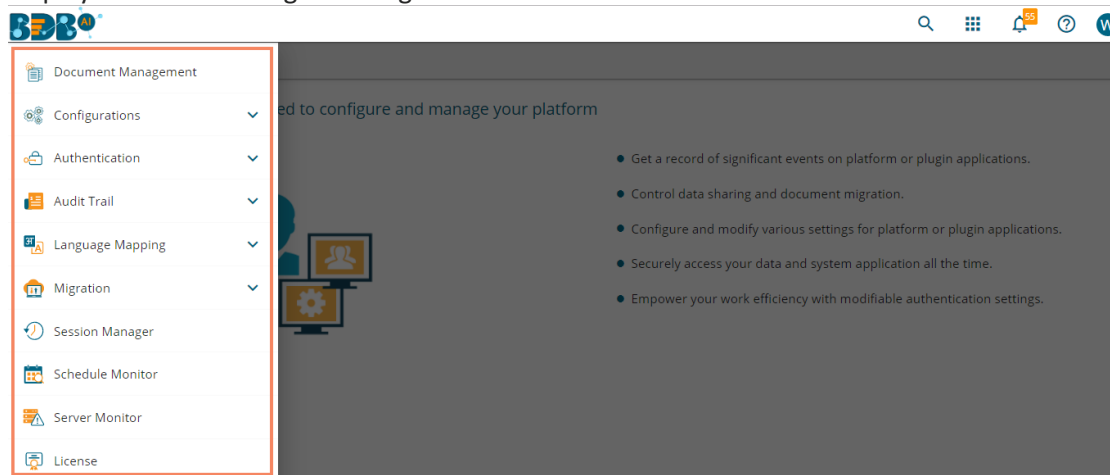 BDB AI
55
W
Document Management
Configurations
Authentication
Audit Trail
Language Mapping
Migration
Session Manager
Schedule Monitor
Server Monitor
License
ed to configure and manage your platform
Get a record of significant events on platform or plugin applications.
Control data sharing and document migration.
Configure and modify various settings for platform or plugin applications.
Securely access your data and system application all the time.
Empower your work efficiency with modifiable authentication settings.